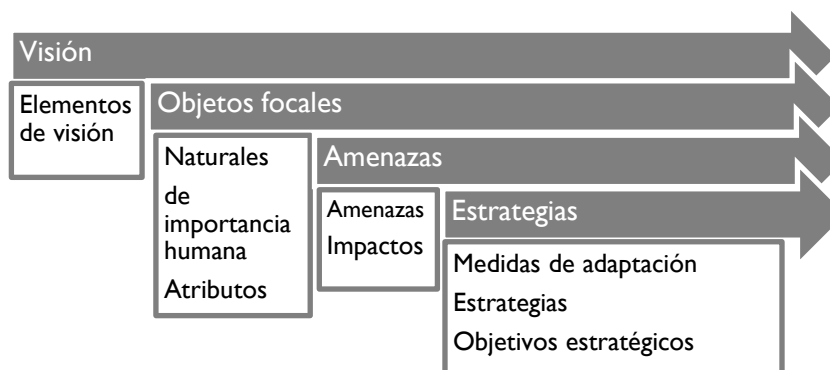 Visión
Elementos
de visión
Objetos focales
Naturales
de
importancia
humana
Atributos
Amenazas
Amenazas
Impactos
Estrategias
Medidas de adaptación
Estrategias
Objetivos estratégicos